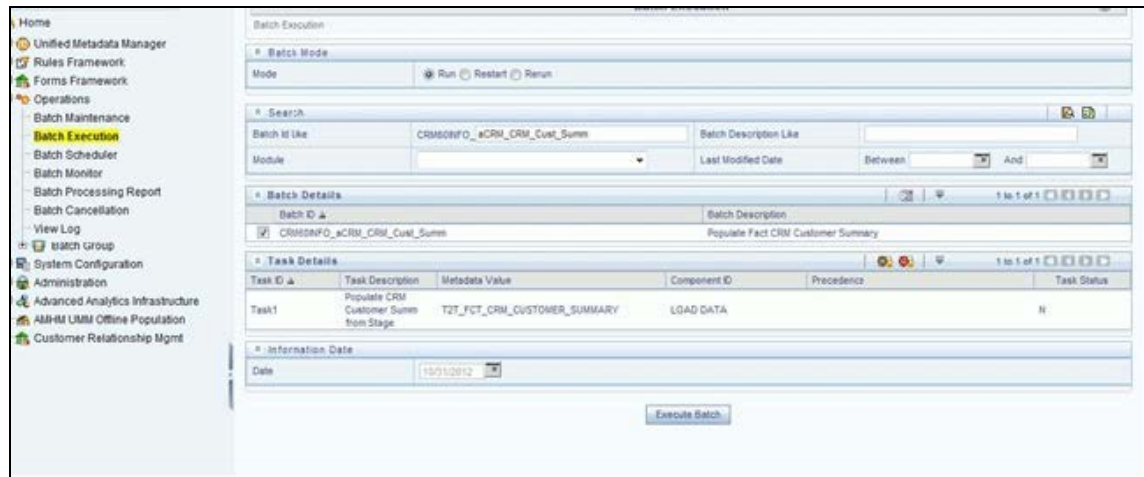 Home
Unified Metadata Manager
Rules Framework
Forms Framework
Operations
Batch Maintenance
Batch Execution
Batch Scheduler
Batch Monitor
Batch Processing Report
Batch Cancellation
View Log
Batch Group
System Configuration
Administration
Advanced Analytics Infrastructure
AMHM UMM Offline Population
Customer Relationship Mgmt
Batch Execution
Batch Execution
Batch Mode
Mode Run Restart Rerun
Search
Batch Id Like CRM60INFO_ aCRM_CRM_Cust_Summ Batch Description Like
Module Last Modified Date Between And
Batch Details 1 to 1 of 1
Batch ID Batch Description
CRM60INFO_aCRM_CRM_Cust_Summ Populate Fact CRM Customer Summary
Task Details 1 to 1 of 1
Task ID Task Description Metadata Value Component ID Precedence Task Status
Task1 Populate CRM Customer Summ from Stage T2T_FCT_CRM_CUSTOMER_SUMMARY LOAD DATA N
Information Date
Date 10/31/2012
Execute Batch